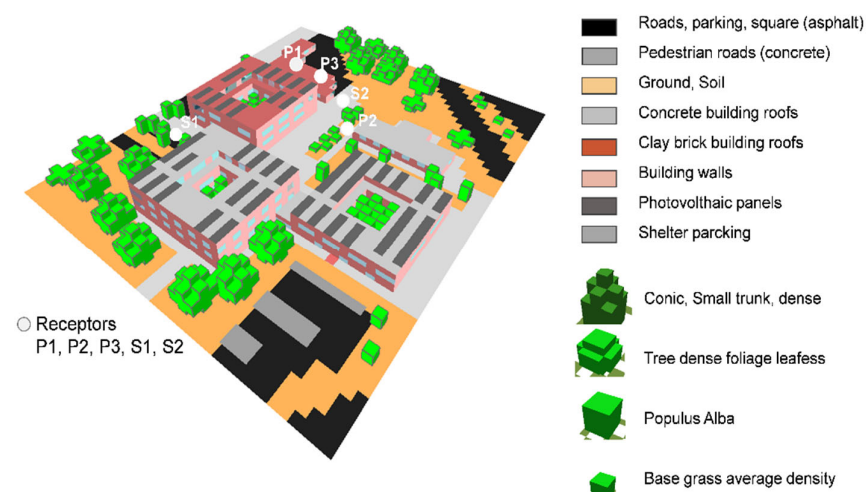 P1
P3
S2
P2
S1
Receptors
P1, P2, P3, S1, S2
Roads, parking, square (asphalt)
Pedestrian roads (concrete)
Ground, Soil
Concrete building roofs
Clay brick building roofs
Building walls
Photovolthaic panels
Shelter parcking
Conic, Small trunk, dense
Tree dense foliage leafess
Populus Alba
Base grass average density